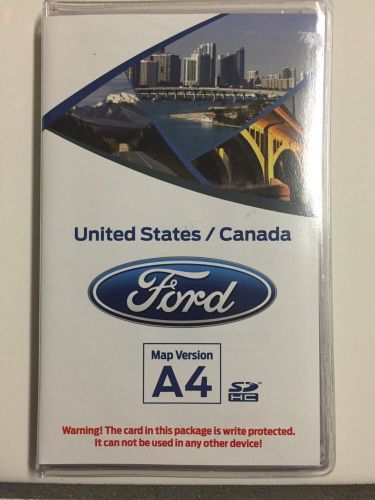 United States / Canada
Ford
Map Version
A4
SD
HC
Warning! The card in this package is write protected.
It can not be used in any other device!